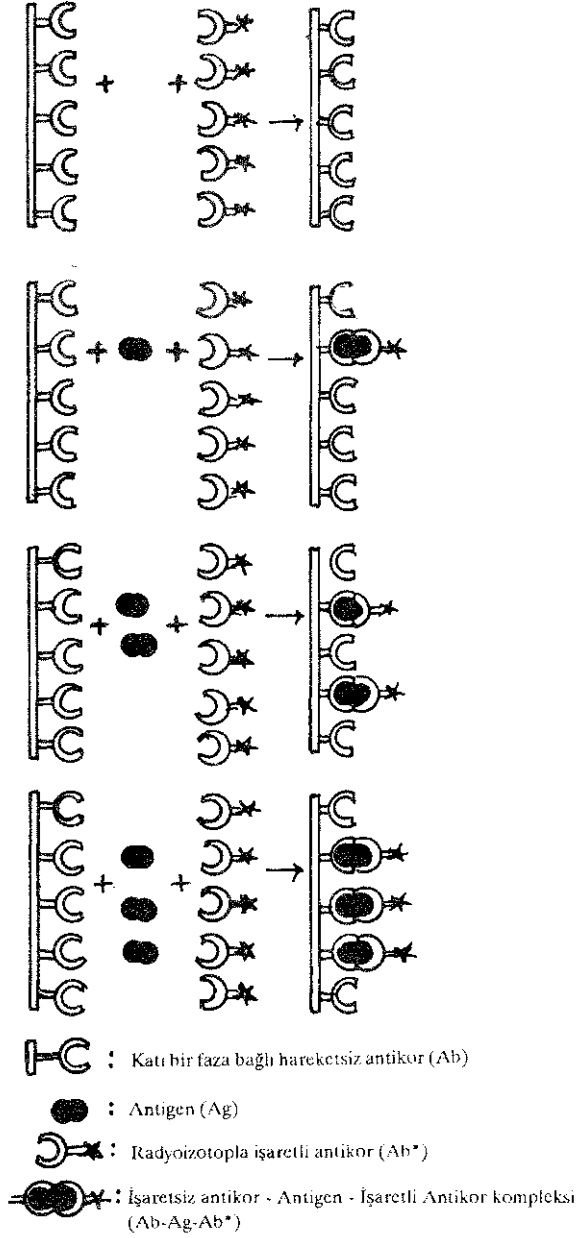 : Katı bir faza bağlı hareketsiz antikor (Ab)
: Antigen (Ag)
: Radyoizotopla işaretli antikor (Ab*)
: İşaretsiz antikor - Antigen - İşaretli Antikor kompleksi
(Ab-Ag-Ab*)